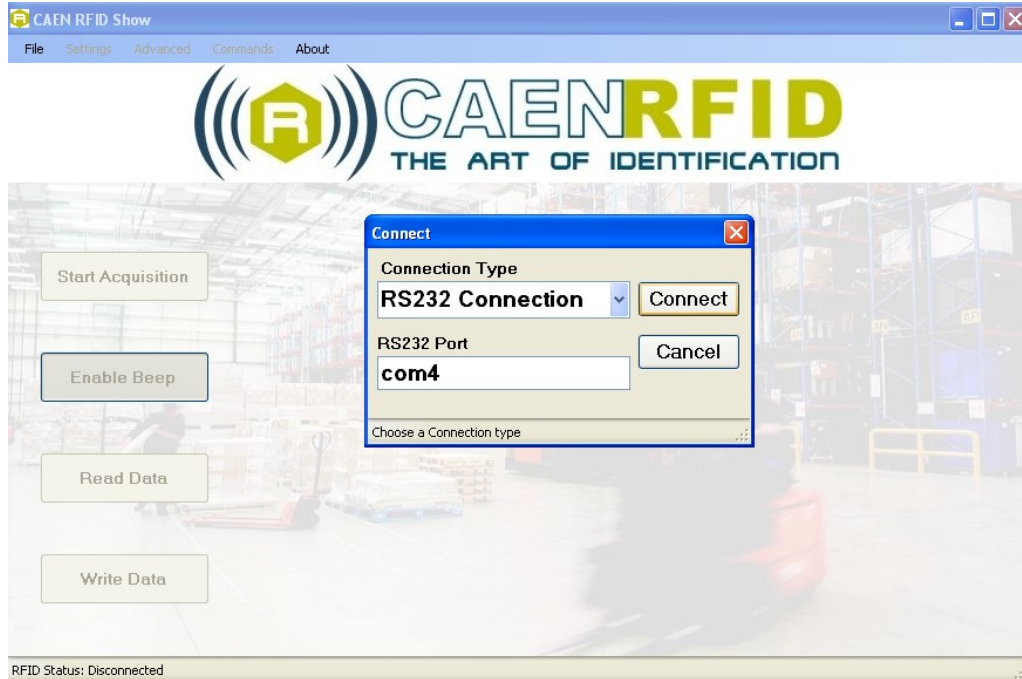 CAEN RFID Show
File Settings Advanced Commands About
R
CAENRFID
THE ART OF IDENTIFICATION
Connect
Connection Type
RS232 Connection
Connect
RS232 Port
com4
Cancel
Choose a Connection type
Start Acquisition
Enable Beep
Read Data
Write Data
RFID Status: Disconnected